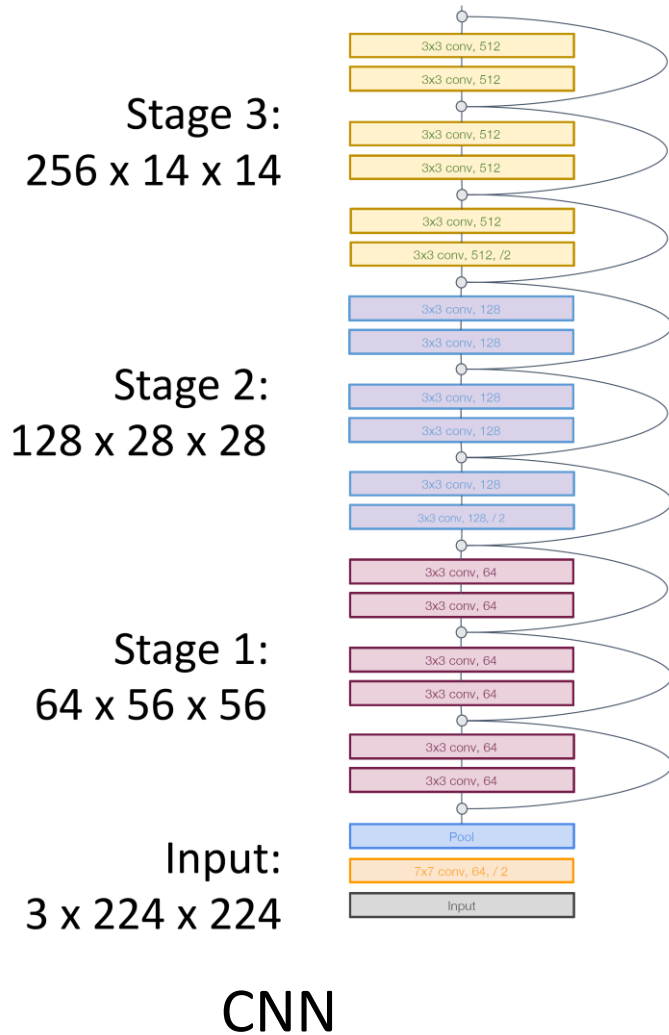 3x3 conv, 512
3x3 conv, 512
Stage 3:
256 x 14 x 14
3x3 conv, 512
3x3 conv, 512
3x3 conv, 512
3x3 conv, 512, /2
3x3 conv, 128
3x3 conv, 128
Stage 2:
128 x 28 x 28
3x3 conv, 128
3x3 conv, 128
3x3 conv, 128
3x3 conv, 128, / 2
3x3 conv, 64
3x3 conv, 64
Stage 1:
64 x 56 x 56
3x3 conv, 64
3x3 conv, 64
3x3 conv, 64
3x3 conv, 64
Input:
3 x 224 x 224
Pool
7x7 conv, 64, / 2
Input
CNN